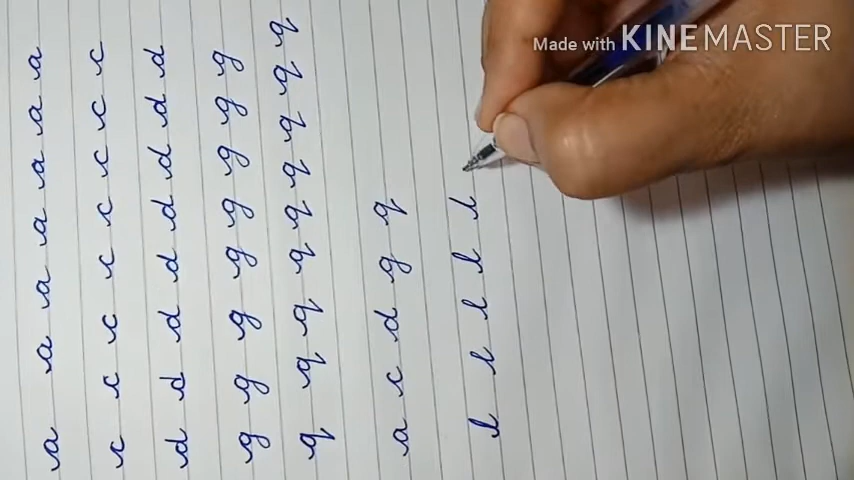 a a a a a a a
c c c c c c c c
d d d d d d d d
g g g g g g g g
q q q q q q q q q
a c d g q
l l l l l
Made with KINEMASTER